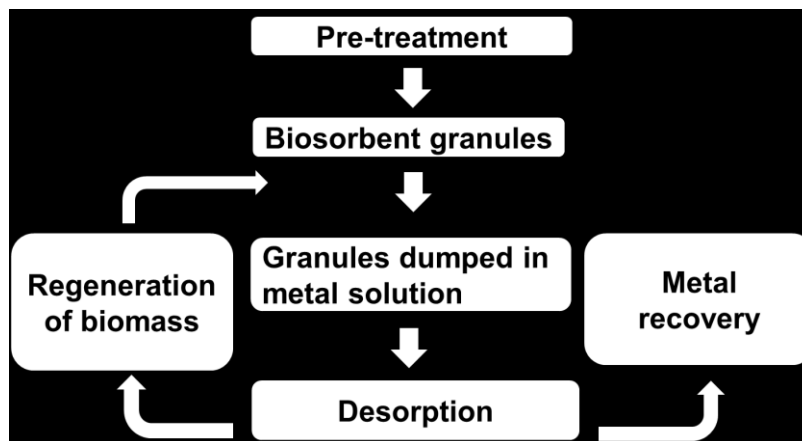 Pre-treatment
Biosorbent granules
Granules dumped in
metal solution
Regeneration
of biomass
Metal
recovery
Desorption